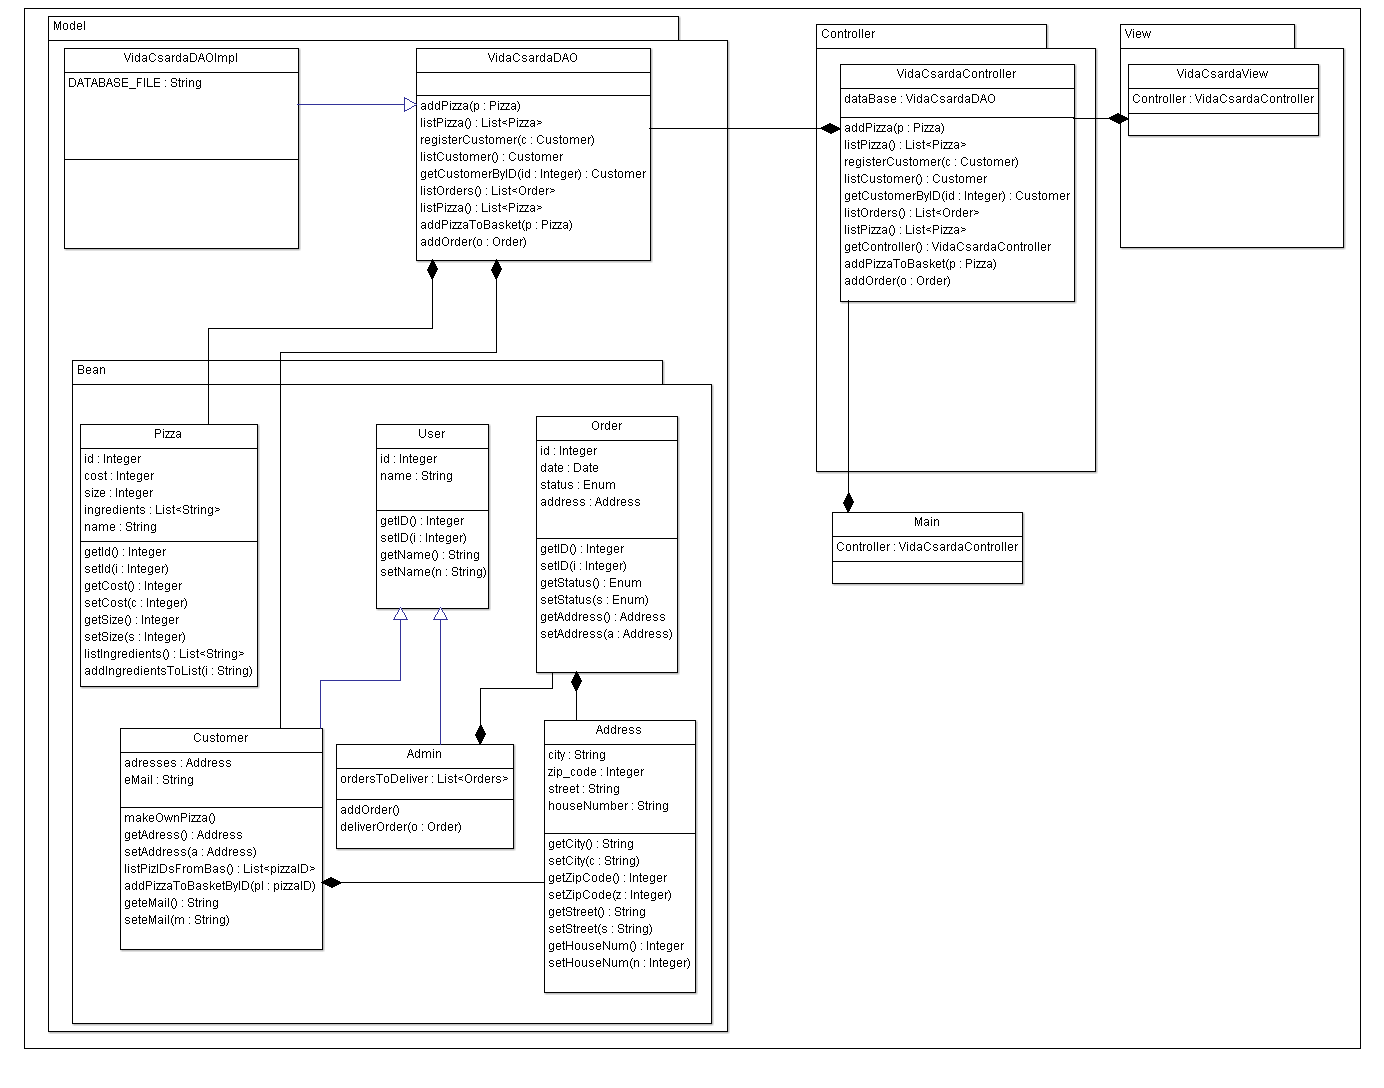 Model
VidaCsardaDAOImpl
DATABASE_FILE : String
VidaCsardaDAO
addPizza(p : Pizza)
listPizza() : List<Pizza>
registerCustomer(c : Customer)
listCustomer() : Customer
getCustomerByID(id : Integer) : Customer
listOrders() : List<Order>
listPizza() : List<Pizza>
addPizzaToBasket(p : Pizza)
addOrder(o : Order)
Controller
VidaCsardaController
dataBase : VidaCsardaDAO
addPizza(p : Pizza)
listPizza() : List<Pizza>
registerCustomer(c : Customer)
listCustomer() : Customer
getCustomerByID(id : Integer) : Customer
listOrders() : List<Order>
listPizza() : List<Pizza>
getController() : VidaCsardaController
addPizzaToBasket(p : Pizza)
addOrder(o : Order)
View
VidaCsardaView
Controller : VidaCsardaController
Bean
Pizza
id : Integer
cost : Integer
size : Integer
ingredients : List<String>
name : String
getId() : Integer
setId(i : Integer)
getCost() : Integer
setCost(c : Integer)
getSize() : Integer
setSize(s : Integer)
listIngredients() : List<String>
addIngredientsToList(i : String)
User
id : Integer
name : String
getID() : Integer
setID(i : Integer)
getName() : String
setName(n : String)
Order
id : Integer
date : Date
status : Enum
address : Address
getID() : Integer
setID(i : Integer)
getStatus() : Enum
setStatus(s : Enum)
getAddress() : Address
setAddress(a : Address)
Main
Controller : VidaCsardaController
Customer
adresses : Address
eMail : String
makeOwnPizza()
getAdress() : Address
setAddress(a : Address)
listPizIDsFromBas() : List<pizzaID>
addPizzaToBasketByID(pI : pizzaID)
geteMail() : String
seteMail(m : String)
Admin
ordersToDeliver : List<Orders>
addOrder()
deliverOrder(o : Order)
Address
city : String
zip_code : Integer
street : String
houseNumber : String
getCity() : String
setCity(c : String)
getZipCode() : Integer
setZipCode(z : Integer)
getStreet() : String
setStreet(s : String)
getHouseNum() : Integer
setHouseNum(n : Integer)